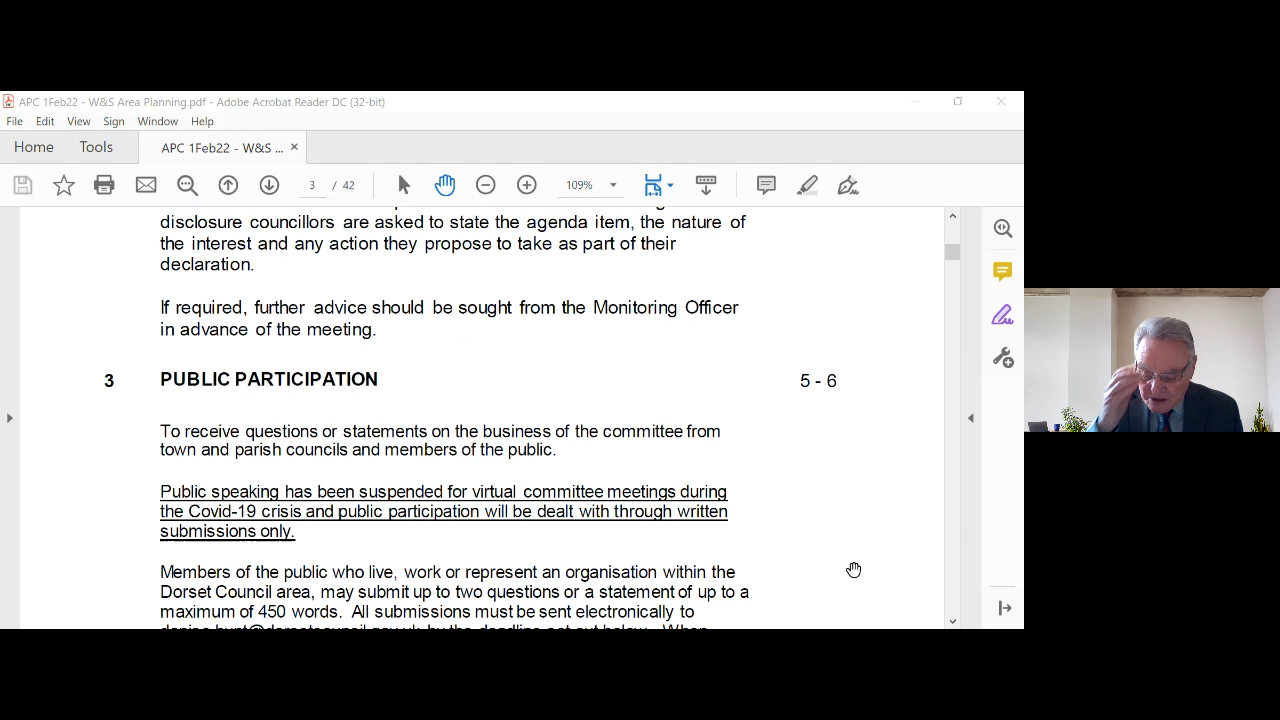 APC 1Feb22 - W&S Area Planning.pdf - Adobe Acrobat Reader DC (32-bit)
File Edit View Sign Window Help
Home Tools APC 1Feb22 - W&S ... ×
3 / 42 109%
disclosure councillors are asked to state the agenda item, the nature of
the interest and any action they propose to take as part of their
declaration.
If required, further advice should be sought from the Monitoring Officer
in advance of the meeting.
3 PUBLIC PARTICIPATION 5 - 6
To receive questions or statements on the business of the committee from
town and parish councils and members of the public.
Public speaking has been suspended for virtual committee meetings during
the Covid-19 crisis and public participation will be dealt with through written
submissions only.
Members of the public who live, work or represent an organisation within the
Dorset Council area, may submit up to two questions or a statement of up to a
maximum of 450 words. All submissions must be sent electronically to
by the deadline set out below. When